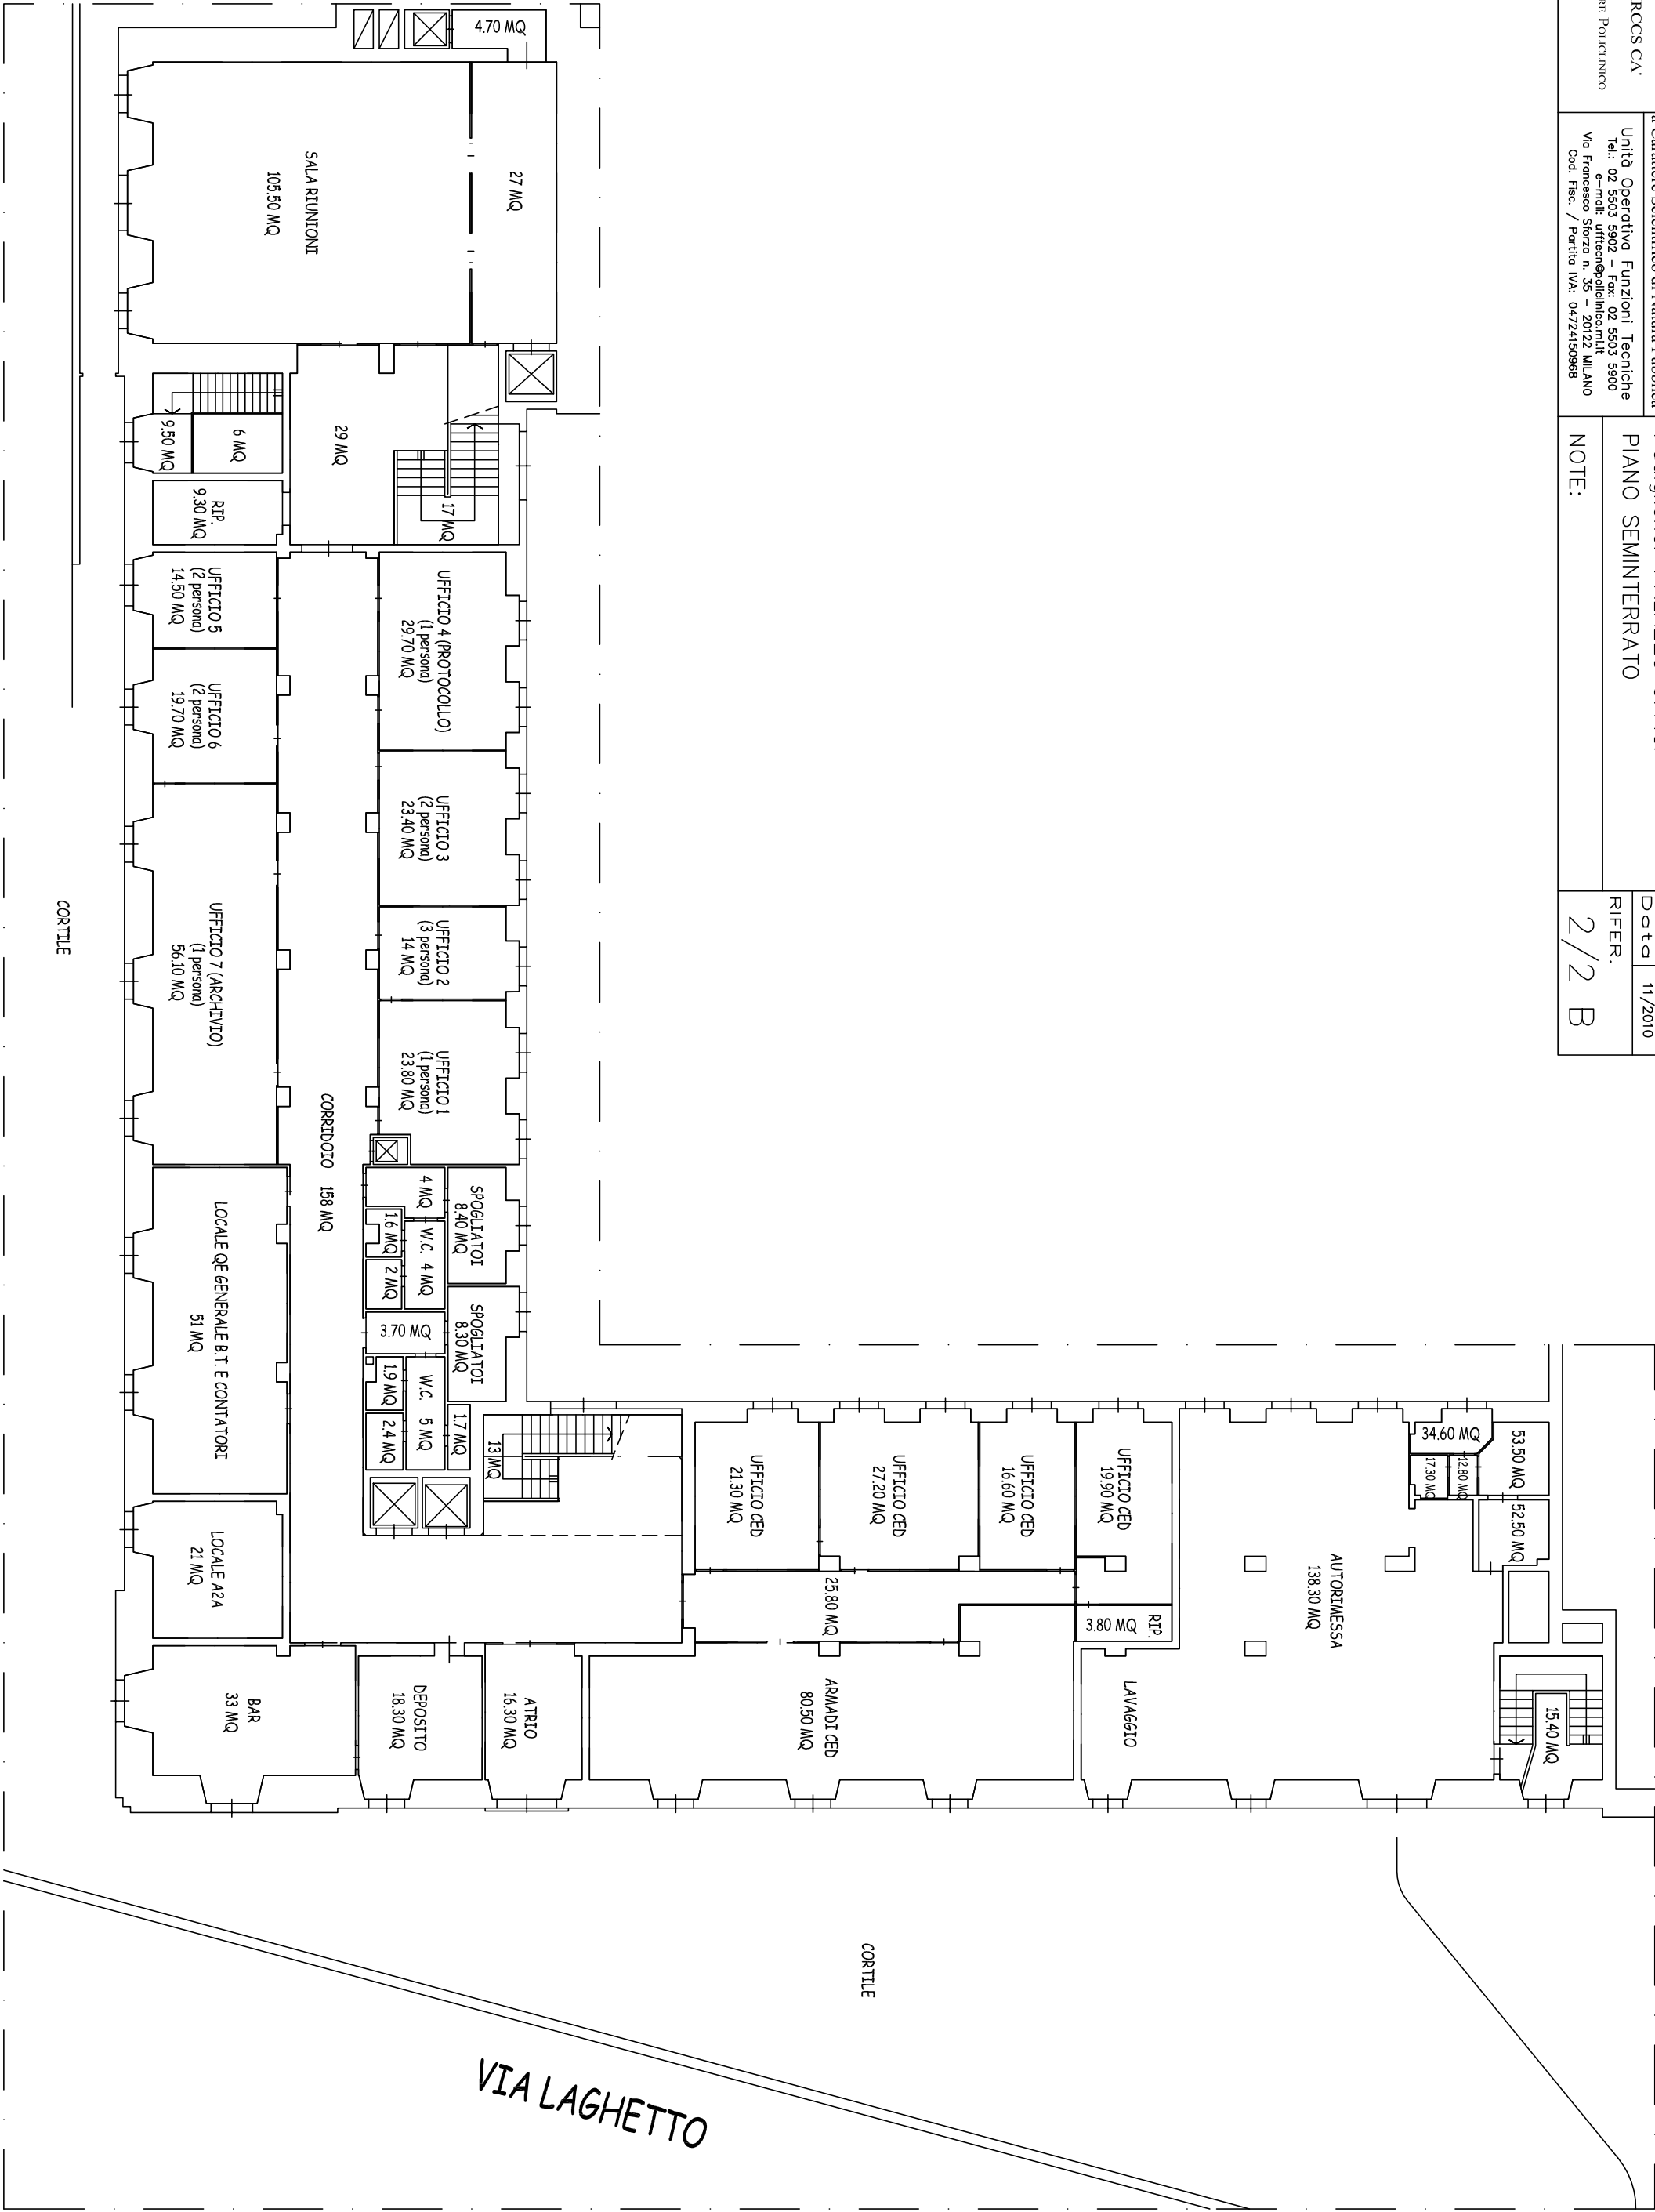 RCCS CA'
RE POLICLINICO
Unità Operativa Funzioni Tecniche
Tel.: 02 5503 5902 – Fax: 02 5503 5900
e-mail: ufftecn@policlinico.mi.it
Via Francesco Sforza n. 35 – 20122 MILANO
Cod. Fisc. / Partita IVA: 04724150968
PIANO SEMINTERRATO
NOTE:
Data
11/2010
RIFER.
2/2 B
4.70 MQ
27 MQ
SALA RIUNIONI
105.50 MQ
29 MQ
17 MQ
6 MQ
9.50 MQ
RIP.
9.30 MQ
UFFICIO 4 (PROTOCOLLO)
(1 persona)
29.70 MQ
UFFICIO 5
(2 persona)
14.50 MQ
UFFICIO 6
(2 persona)
19.70 MQ
UFFICIO 3
(2 persona)
23.40 MQ
UFFICIO 2
(3 persona)
14 MQ
UFFICIO 1
(1 persona)
23.80 MQ
UFFICIO 7 (ARCHIVIO)
(1 persona)
56.10 MQ
CORTILE
CORRIDOIO 158 MQ
SPOGLIATOI
8.40 MQ
4 MQ
W.C. 4 MQ
1.6 MQ
2 MQ
SPOGLIATOI
8.30 MQ
3.70 MQ
W.C. 5 MQ
1.9 MQ
2.4 MQ
1.7 MQ
13 MQ
LOCALE QE GENERALE B.T. E CONTATORI
51 MQ
LOCALE A2A
21 MQ
BAR
33 MQ
DEPOSITO
18.30 MQ
ATRIO
16.30 MQ
UFFICIO CED
21.30 MQ
UFFICIO CED
27.20 MQ
UFFICIO CED
16.60 MQ
UFFICIO CED
19.90 MQ
25.80 MQ
RIP.
3.80 MQ
ARMADI CED
80.50 MQ
LAVAGGIO
AUTORIMESSA
138.30 MQ
34.60 MQ
53.50 MQ
17.30 MQ
12.80 MQ
52.50 MQ
15.40 MQ
CORTILE
VIA LAGHETTO